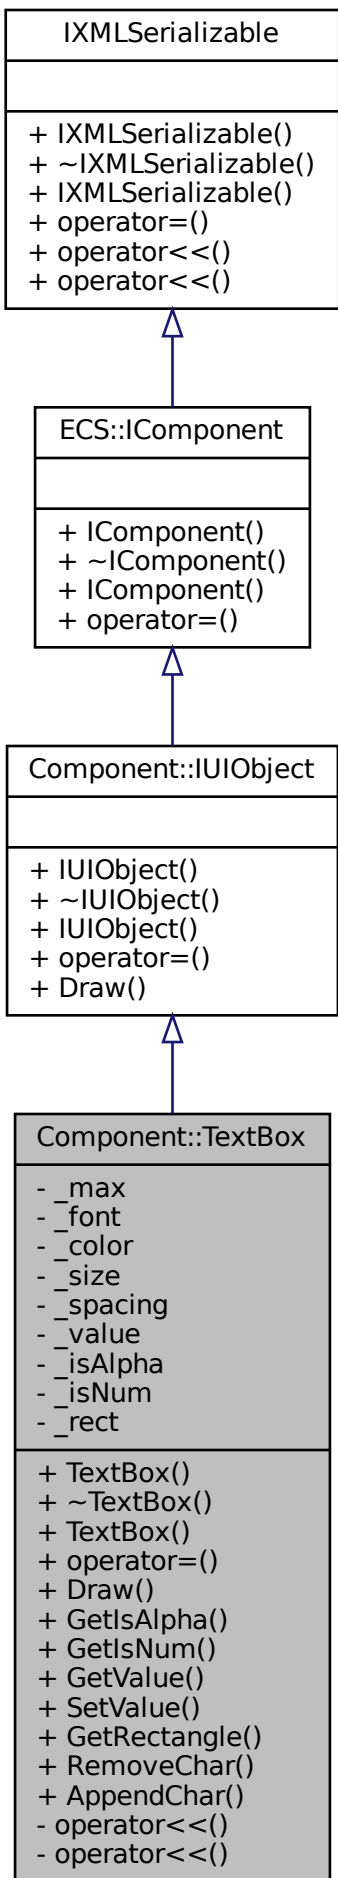 IXMLSerializable
+ IXMLSerializable()
+ ~IXMLSerializable()
+ IXMLSerializable()
+ operator=()
+ operator<<()
+ operator<<()
ECS::IComponent
+ IComponent()
+ ~IComponent()
+ IComponent()
+ operator=()
Component::IUIObject
+ IUIObject()
+ ~IUIObject()
+ IUIObject()
+ operator=()
+ Draw()
Component::TextBox
- _max
- _font
- _color
- _size
- _spacing
- _value
- _isAlpha
- _isNum
- _rect
+ TextBox()
+ ~TextBox()
+ TextBox()
+ operator=()
+ Draw()
+ GetIsAlpha()
+ GetIsNum()
+ GetValue()
+ SetValue()
+ GetRectangle()
+ RemoveChar()
+ AppendChar()
- operator<<()
- operator<<()